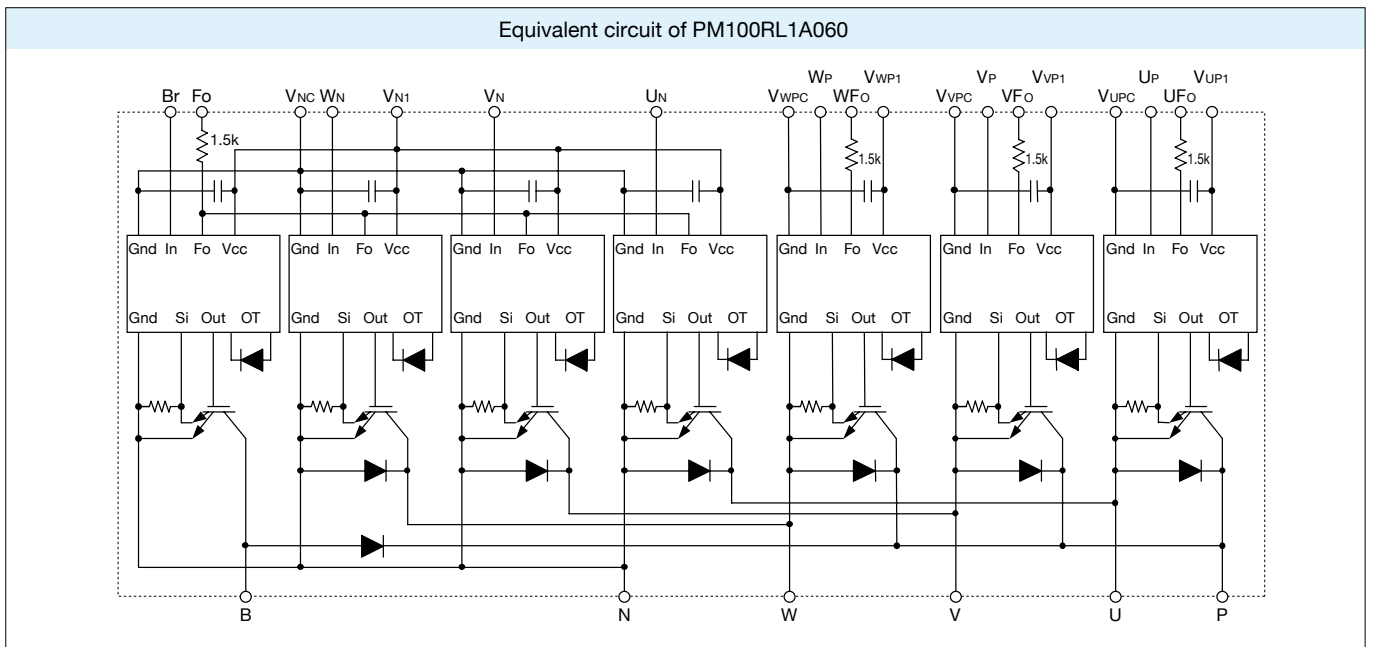 Equivalent circuit of PM100RL1A060
WP VWP1 VP VVP1 UP VUP1
Br Fo VNC WN VN1 VN UN VWPC WFO VVPC VFO VUPC UFO
1.5k 1.5k 1.5k 1.5k
Gnd In Fo Vcc Gnd In Fo Vcc Gnd In Fo Vcc Gnd In Fo Vcc Gnd In Fo Vcc Gnd In Fo Vcc Gnd In Fo Vcc
Gnd Si Out OT Gnd Si Out OT Gnd Si Out OT Gnd Si Out OT Gnd Si Out OT Gnd Si Out OT Gnd Si Out OT
B N W V U P